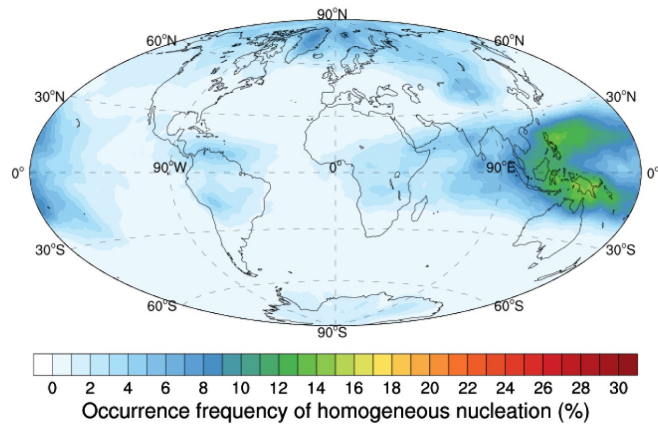 90°N
60°N 60°N
30°N 30°N
0° 90°W 0° 90°E 0°
30°S 30°S
60°S 60°S
90°S
0 2 4 6 8 10 12 14 16 18 20 22 24 26 28 30
Occurrence frequency of homogeneous nucleation (%)